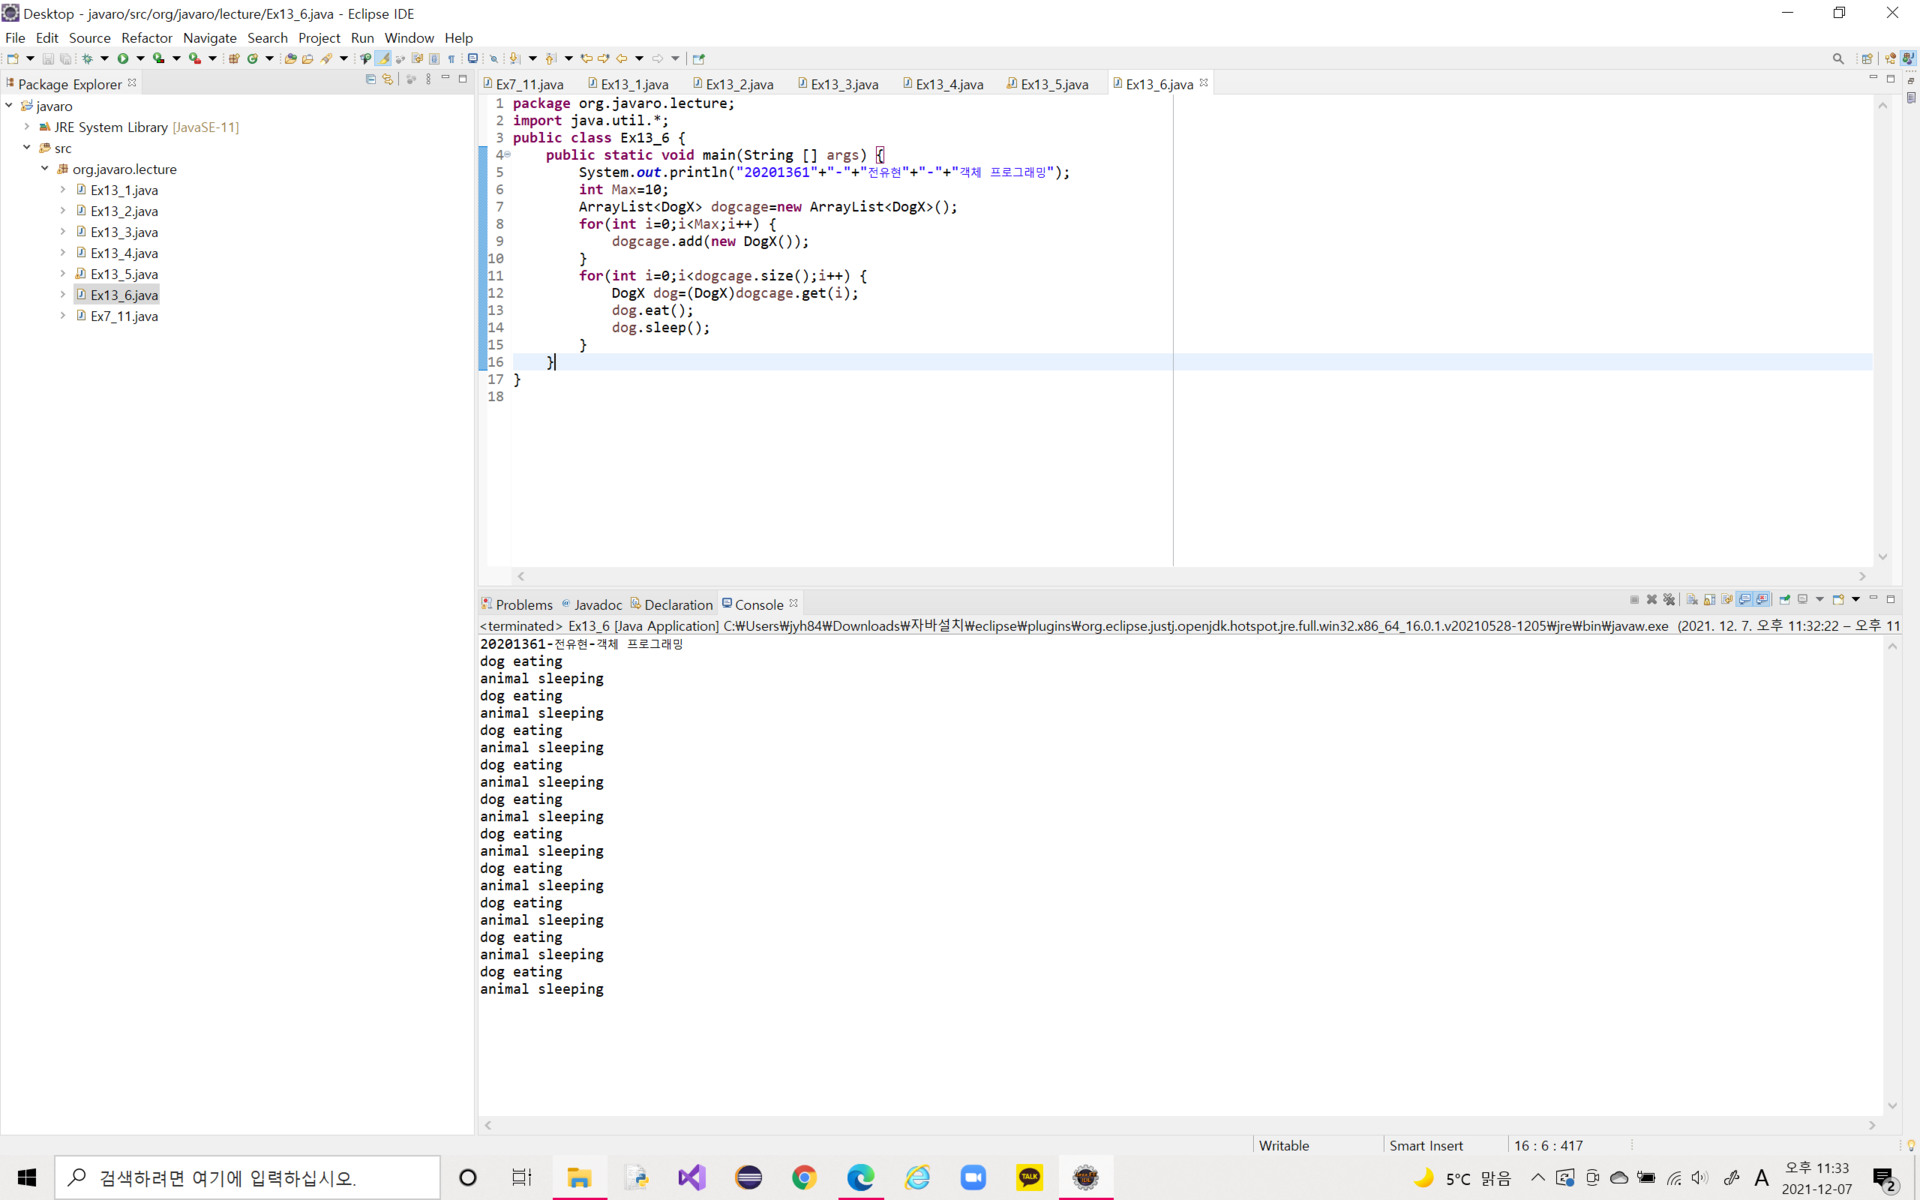 Desktop - javaro/src/org/javaro/lecture/Ex13_6.java - Eclipse IDE
File Edit Source Refactor Navigate Search Project Run Window Help
Package Explorer
javaro
JRE System Library [JavaSE-11]
src
org.javaro.lecture
Ex13_1.java
Ex13_2.java
Ex13_3.java
Ex13_4.java
Ex13_5.java
Ex13_6.java
Ex7_11.java
Ex7_11.java Ex13_1.java Ex13_2.java Ex13_3.java Ex13_4.java Ex13_5.java Ex13_6.java
1 package org.javaro.lecture;
2 import java.util.*;
3 public class Ex13_6 {
4 public static void main(String [] args) {
5 System.out.println("20201361"+"-"+"전유현"+"-"+"객체 프로그래밍");
6 int Max=10;
7 ArrayList<DogX> dogcage=new ArrayList<DogX>();
8 for(int i=0;i<Max;i++) {
9 dogcage.add(new DogX());
10 }
11 for(int i=0;i<dogcage.size();i++) {
12 DogX dog=(DogX)dogcage.get(i);
13 dog.eat();
14 dog.sleep();
15 }
16 }
17 }
18
Problems Javadoc Declaration Console
<terminated> Ex13_6 [Java Application] C:₩Users₩jyh84₩Downloads₩자바설치₩eclipse₩plugins₩org.eclipse.justj.openjdk.hotspot.jre.full.win32.x86_64_16.0.1.v20210528-1205₩jre₩bin₩javaw.exe (2021. 12. 7. 오후 11:32:22 – 오후 11
20201361-전유현-객체 프로그래밍
dog eating
animal sleeping
dog eating
animal sleeping
dog eating
animal sleeping
dog eating
animal sleeping
dog eating
animal sleeping
dog eating
animal sleeping
dog eating
animal sleeping
dog eating
animal sleeping
dog eating
animal sleeping
dog eating
animal sleeping
Writable Smart Insert 16 : 6 : 417
검색하려면 여기에 입력하십시오.
TALK
5°C 맑음
A
오후 11:33
2021-12-07
2